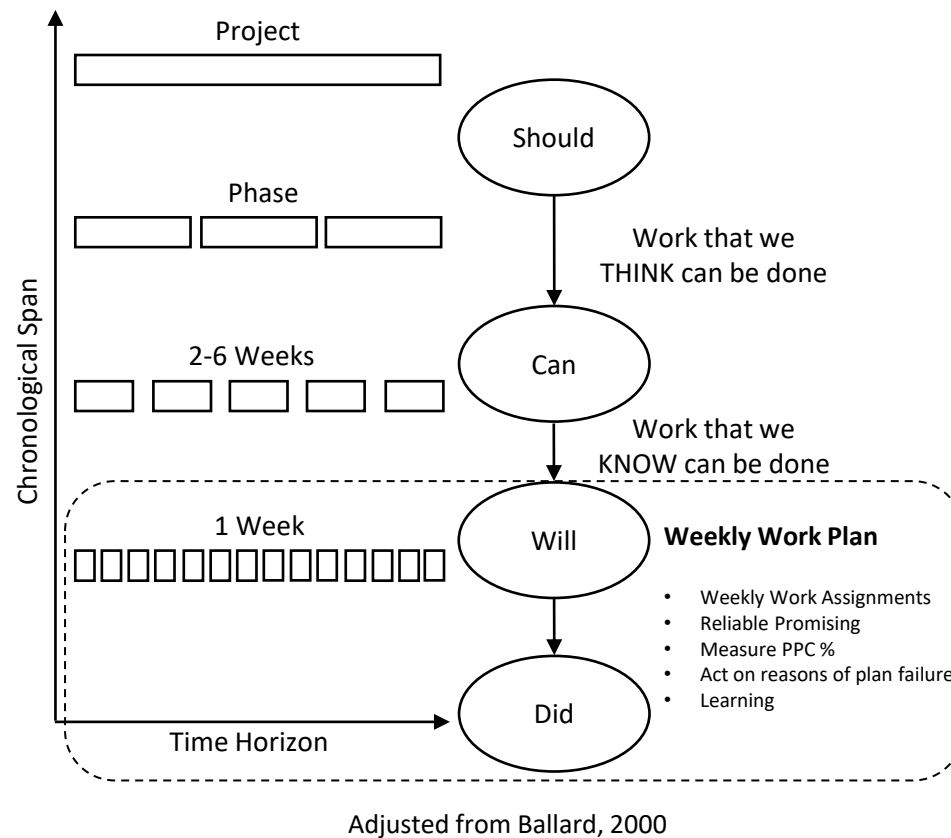 Project
Should
Phase
Work that we
THINK can be done
Chronological Span
2-6 Weeks
Can
Work that we
KNOW can be done
1 Week
Will
Weekly Work Plan
• Weekly Work Assignments
• Reliable Promising
• Measure PPC %
• Act on reasons of plan failure
• Learning
Did
Time Horizon
Adjusted from Ballard, 2000